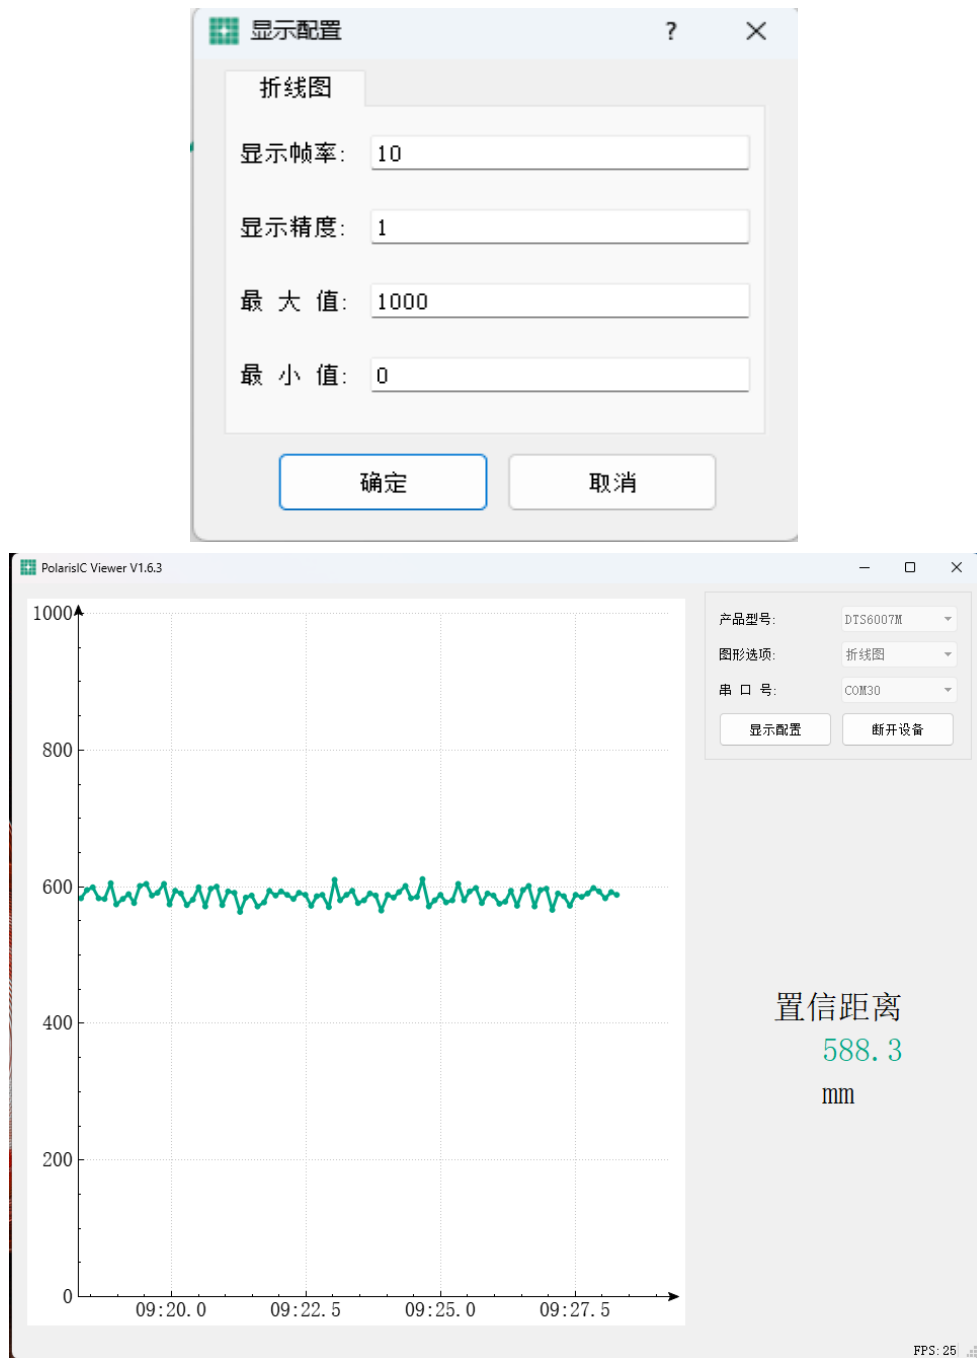 显示配置
折线图
显示帧率: 10
显示精度: 1
最 大 值: 1000
最 小 值: 0
确定 取消
PolarisIC Viewer V1.6.3
1000
800
600
400
200
0
09:20.0 09:22.5 09:25.0 09:27.5
产品型号: DTS6007M
图形选项: 折线图
串 口 号: COM30
显示配置 断开设备
置信距离
588.3
mm
FPS: 25